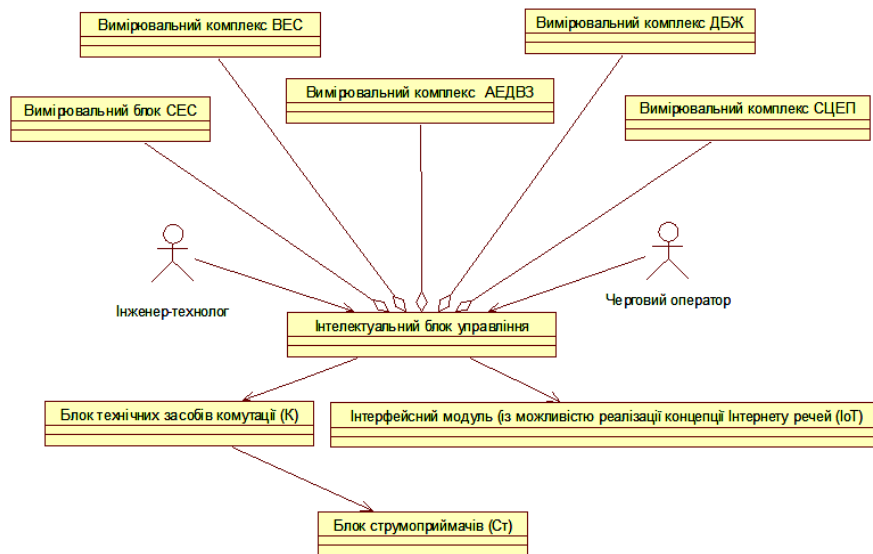 Вимірювальний комплекс ВЕС
Вимірювальний комплекс ДБЖ
Вимірювальний комплекс АЕДВЗ
Вимірювальний блок СЕС
Вимірювальний комплекс СЦЕП
Інженер-технолог
Черговий оператор
Інтелектуальний блок управління
Блок технічних засобів комутації (К)
Інтерфейсний модуль (із можливістю реалізації концепції Інтернету речей (IoT)
Блок струмоприймачів (Ст)